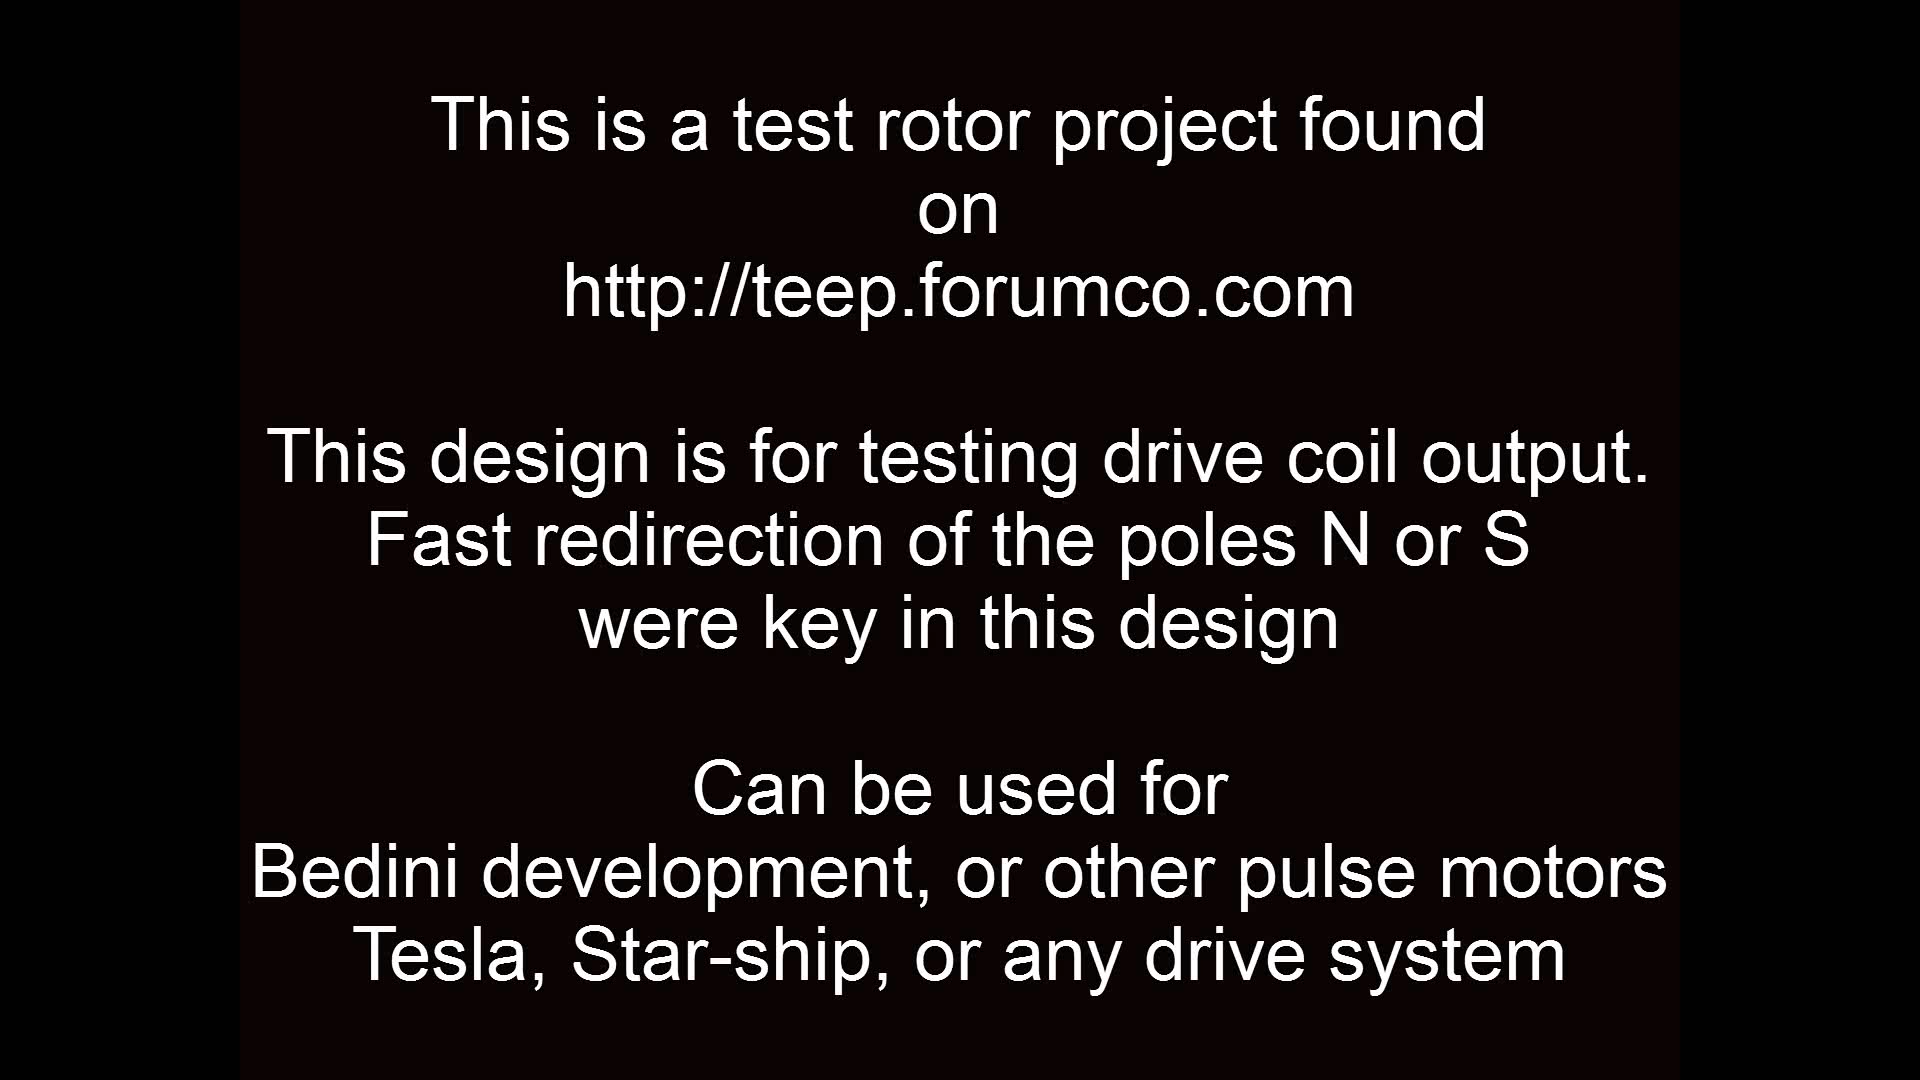 This is a test rotor project found
on
http://teep.forumco.com
This design is for testing drive coil output.
Fast redirection of the poles N or S
were key in this design
Can be used for
Bedini development, or other pulse motors
Tesla, Star-ship, or any drive system